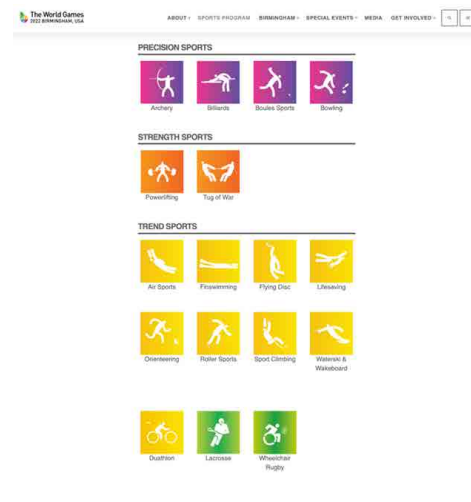 The World Games
2022 BIRMINGHAM, USA
ABOUT SPORTS PROGRAM BIRMINGHAM SPECIAL EVENTS MEDIA GET INVOLVED
PRECISION SPORTS
Archery Billiards Boules Sports Bowling
STRENGTH SPORTS
Powerlifting Tug of War
TREND SPORTS
Air Sports Finswimming Flying Disc Lifesaving
Orienteering Roller Sports Sport Climbing Waterski &
Wakeboard
Duathlon Lacrosse Wheelchair
Rugby